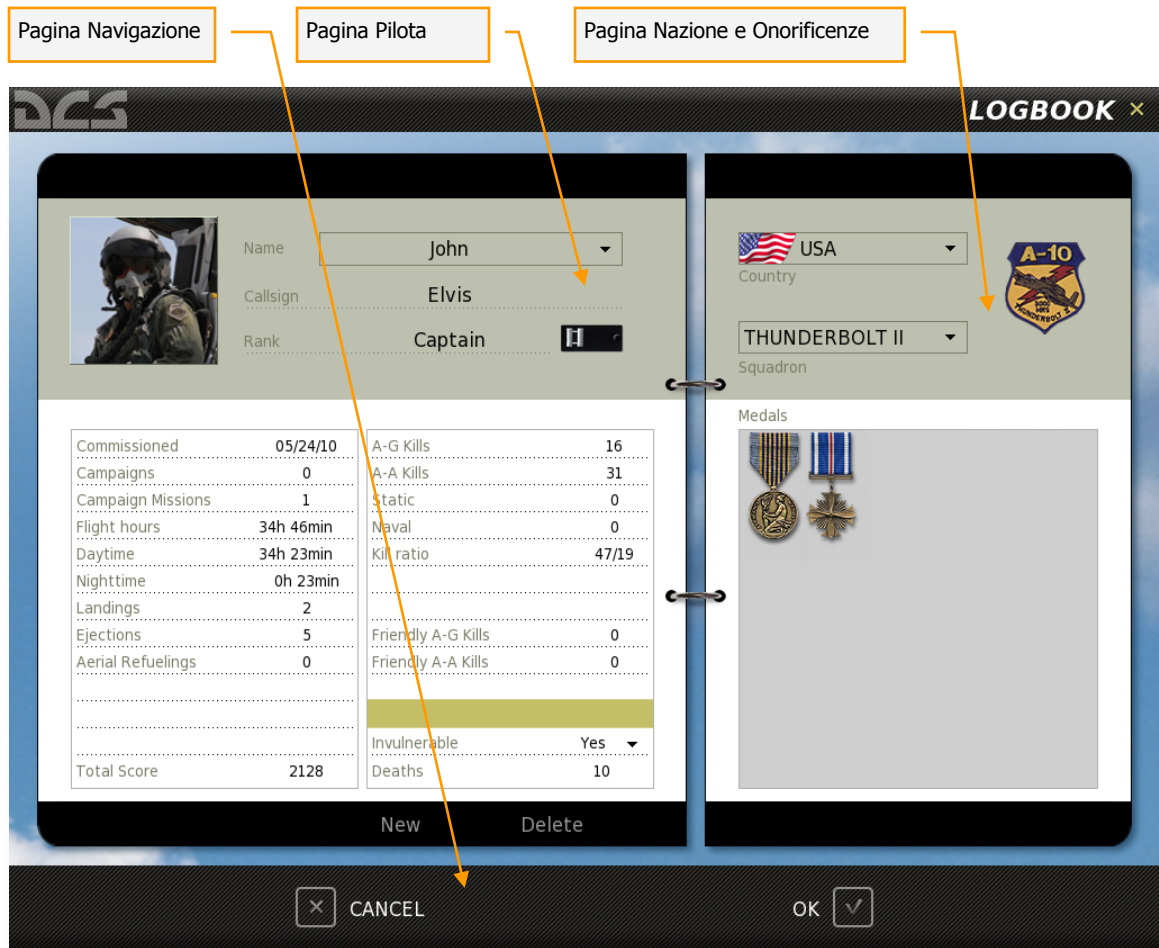 Pagina Navigazione
Pagina Pilota
Pagina Nazione e Onorificenze
DCS
LOGBOOK ×
Name John
Callsign Elvis
Rank Captain
USA
Country
THUNDERBOLT II
Squadron
A-10
3000
HRS
THUNDERBOLT II
Commissioned 05/24/10
Campaigns 0
Campaign Missions 1
Flight hours 34h 46min
Daytime 34h 23min
Nighttime 0h 23min
Landings 2
Ejections 5
Aerial Refuelings 0
Total Score 2128
A-G Kills 16
A-A Kills 31
Static 0
Naval 0
Kill ratio 47/19
Friendly A-G Kills 0
Friendly A-A Kills 0
Invulnerable Yes
Deaths 10
Medals
New Delete
CANCEL
OK